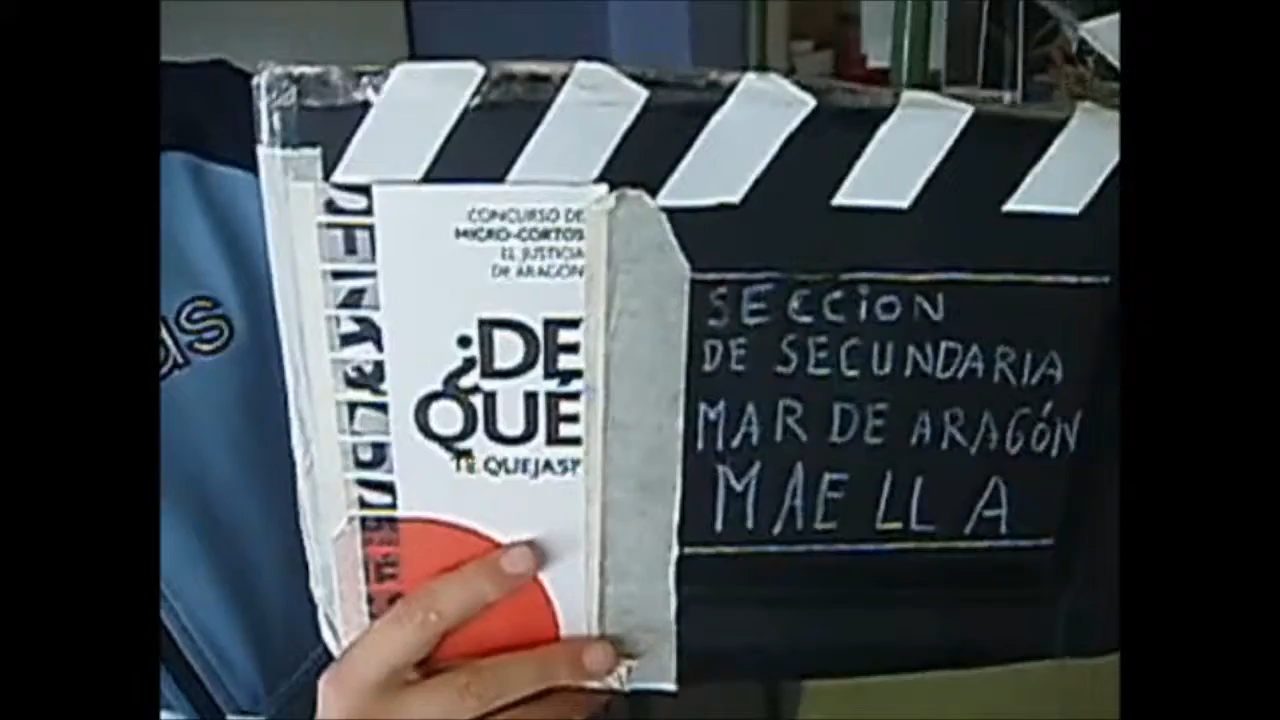 CONCURSO DE
MICRO-CORTOS
EL JUSTICIA
DE ARAGÓN
¿DE
QUÉ
TE QUEJAS?
SECCION
DE SECUNDARIA
MAR DE ARAGÓN
MAELLA
as